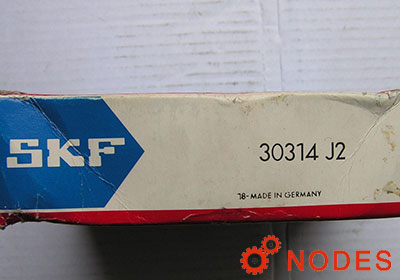 SKF
30314 J2
18- MADE IN GERMANY
NODES